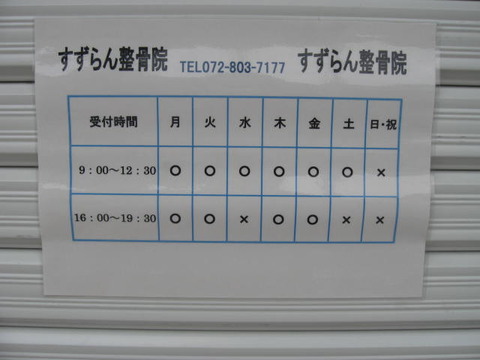 すずらん整骨院 TEL072-803-7177 すずらん整骨院
受付時間 月 火 水 木 金 土 日・祝
9：00〜12：30 ○ ○ ○ ○ ○ ○ ×
16：00〜19：30 ○ ○ × ○ ○ × ×